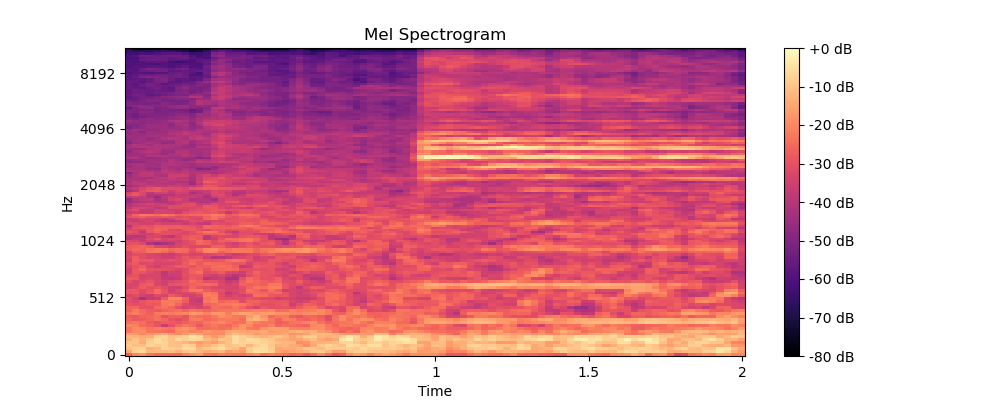 Mel Spectrogram
Hz
8192
4096
2048
1024
512
0
0 0.5 1 1.5 2
Time
+0 dB
-10 dB
-20 dB
-30 dB
-40 dB
-50 dB
-60 dB
-70 dB
-80 dB